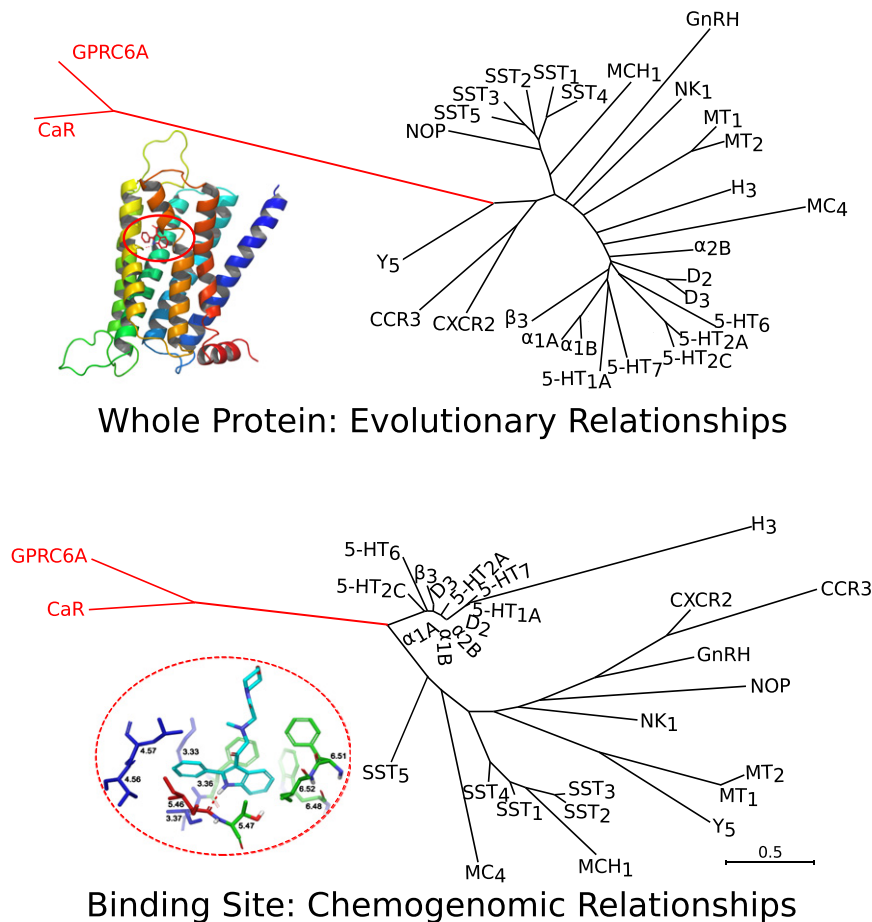 GnRH
GPRC6A
CaR
MCH1
SST2
SST1
SST3
SST4
SST5
NOP
NK1
MT1
MT2
H3
MC4
α2B
Y5
D2
D3
CCR3
CXCR2
β3
5-HT6
α1A
α1B
5-HT2A
5-HT1A
5-HT7
5-HT2C
Whole Protein: Evolutionary Relationships
H3
GPRC6A
CaR
5-HT6
5-HT2C
β3
D3
5-HT2A
5-HT7
5-HT1A
D2
α2B
α1B
α1A
CXCR2
CCR3
GnRH
NOP
NK1
4.57
3.33
6.51
4.56
3.36
6.52
5.46
6.48
3.37
5.47
SST5
SST4
SST1
SST3
SST2
MT2
MT1
Y5
MC4
MCH1
0.5
Binding Site: Chemogenomic Relationships